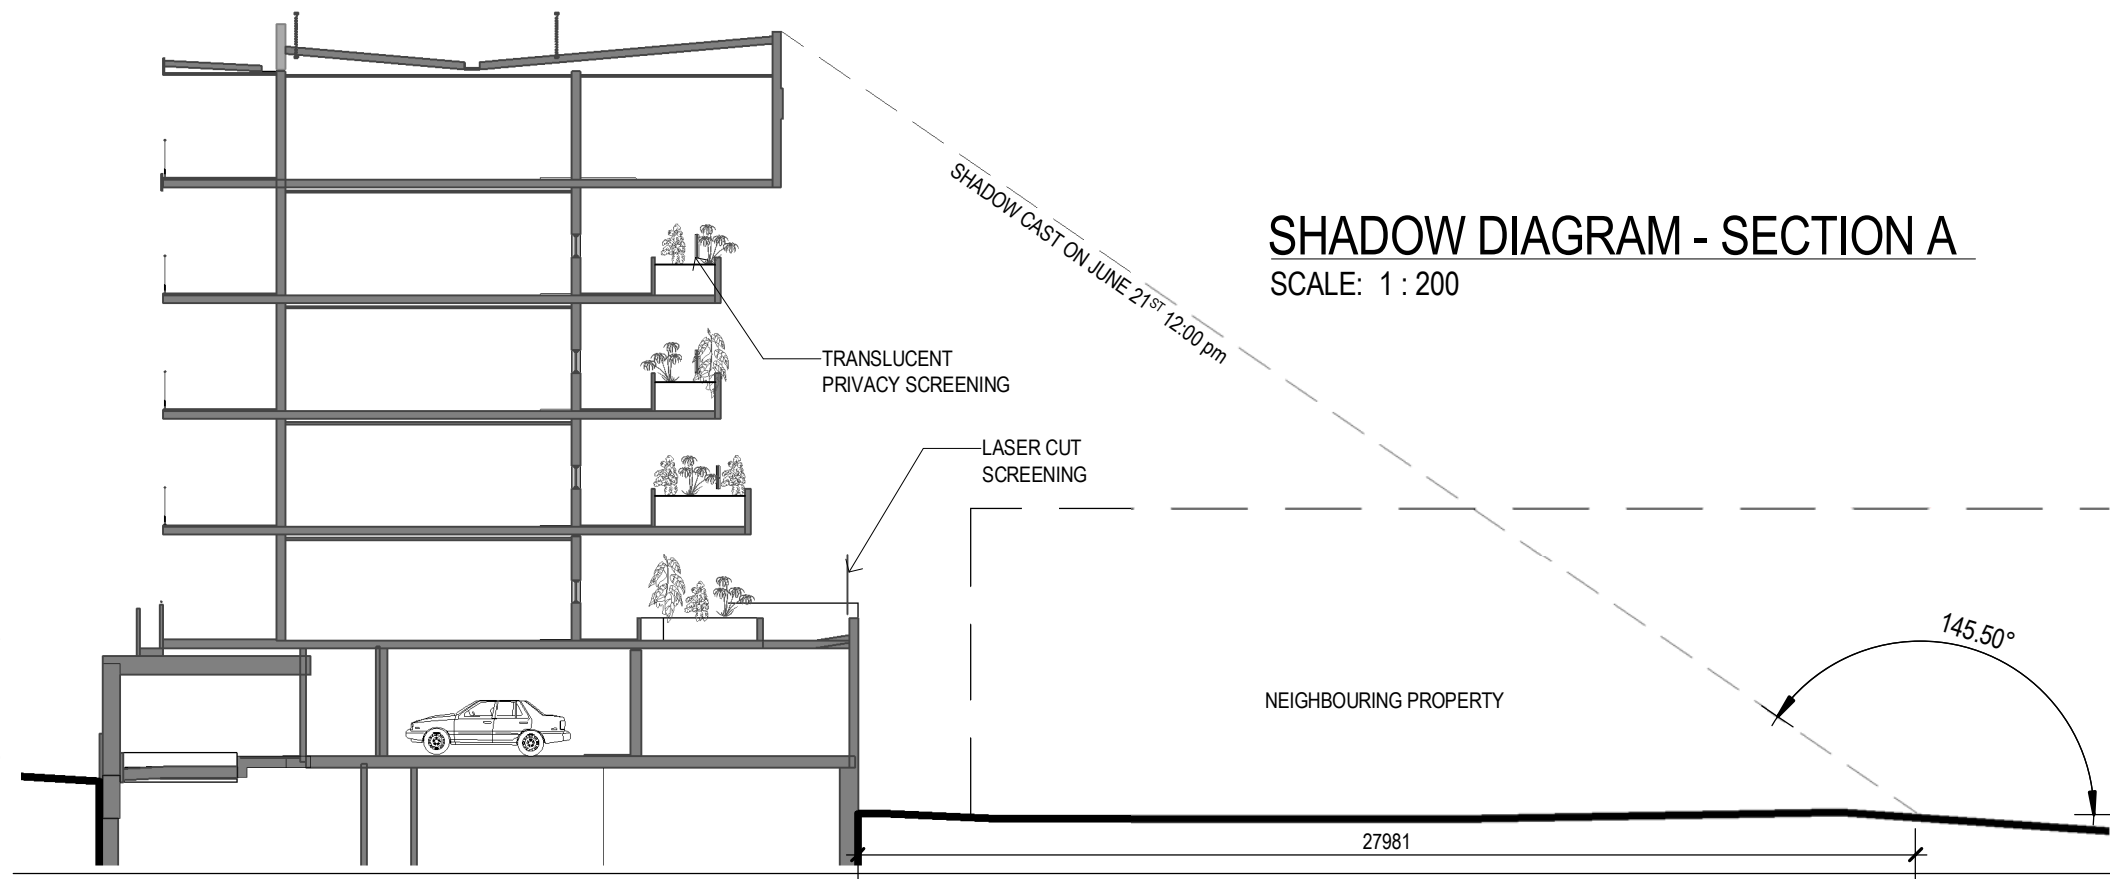 SHADOW CAST ON JUNE 21ST 12:00 pm
SHADOW DIAGRAM - SECTION A
SCALE: 1 : 200
TRANSLUCENT
PRIVACY SCREENING
LASER CUT
SCREENING
145.50°
NEIGHBOURING PROPERTY
27981